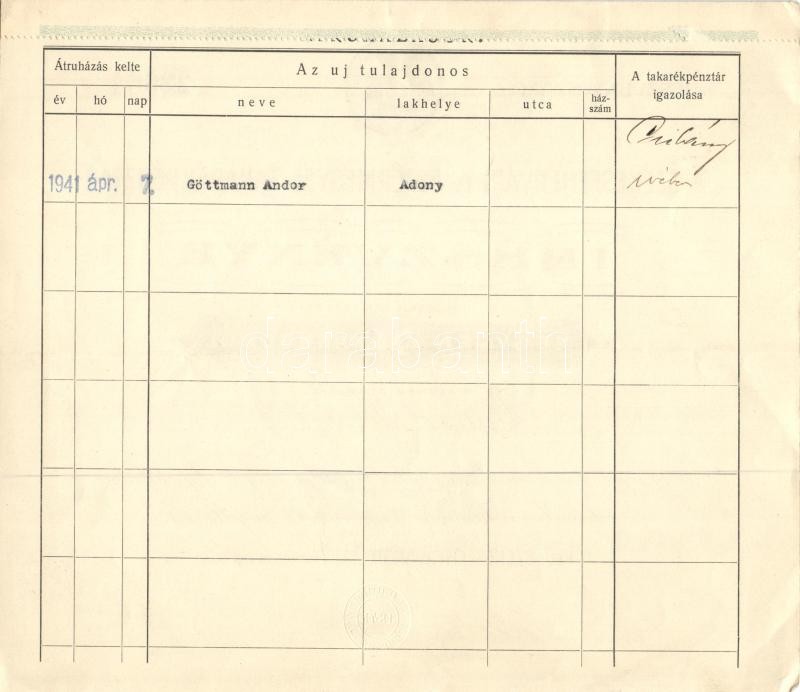 Átruházás kelte
Az uj tulajdonos
A takarékpénztár
igazolása
év hó nap neve lakhelye utca ház-
szám
1941 ápr. 7. Göttmann Andor Adony
darabanth